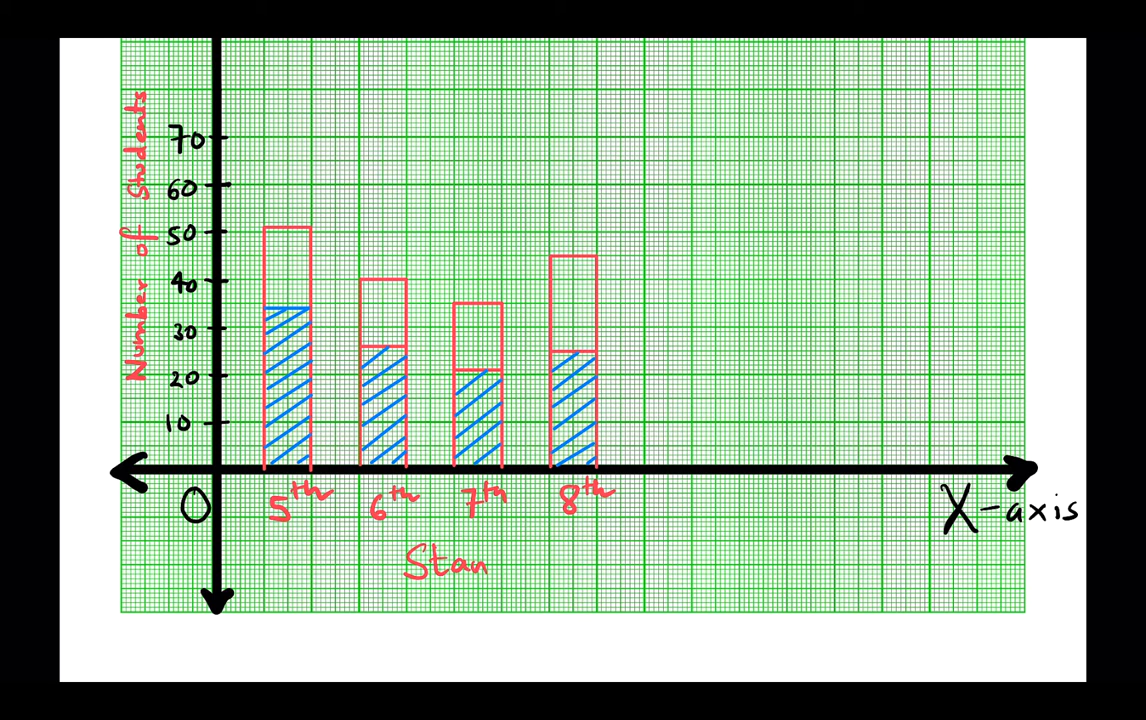 Number of Students
70
60
50
40
30
20
10
O
5th 6th 7th 8th
X-axis
Stan